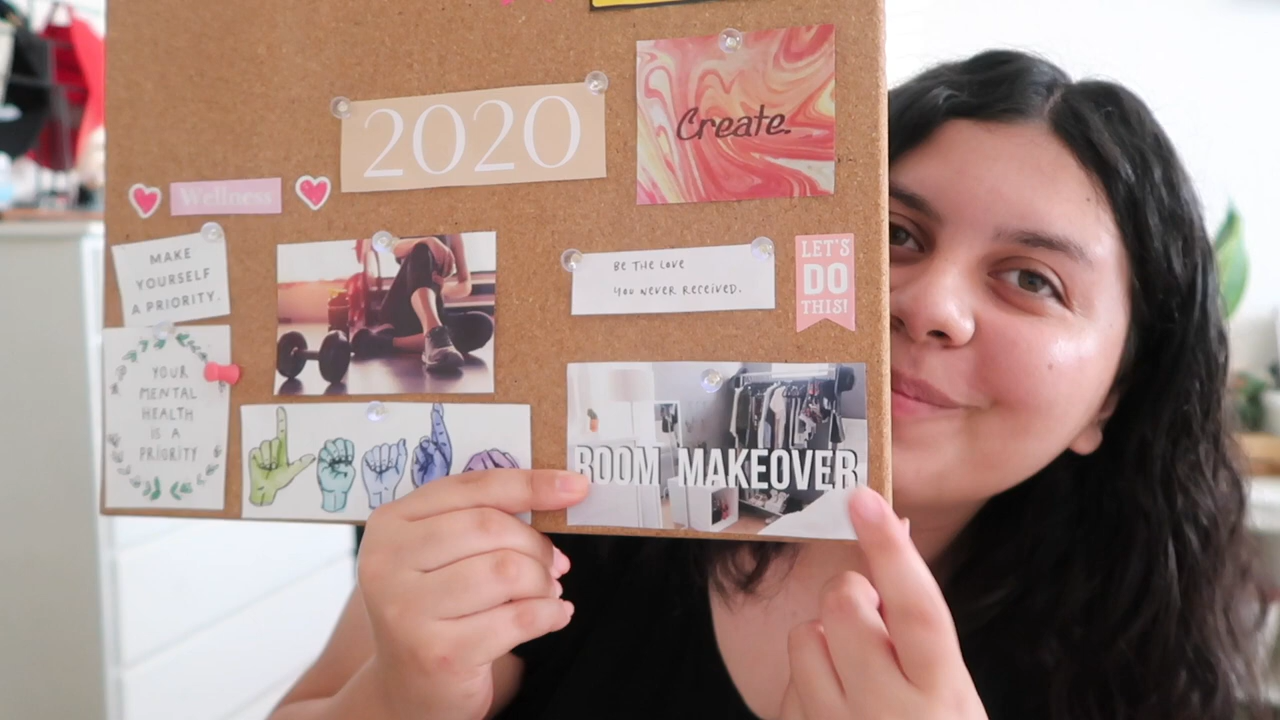 2020
Create.
Wellness
MAKE
YOURSELF
A PRIORITY.
BE THE LOVE
YOU NEVER RECEIVED.
LET'S
DO
THIS!
YOUR
MENTAL
HEALTH
IS A
PRIORITY
ROOM MAKEOVER